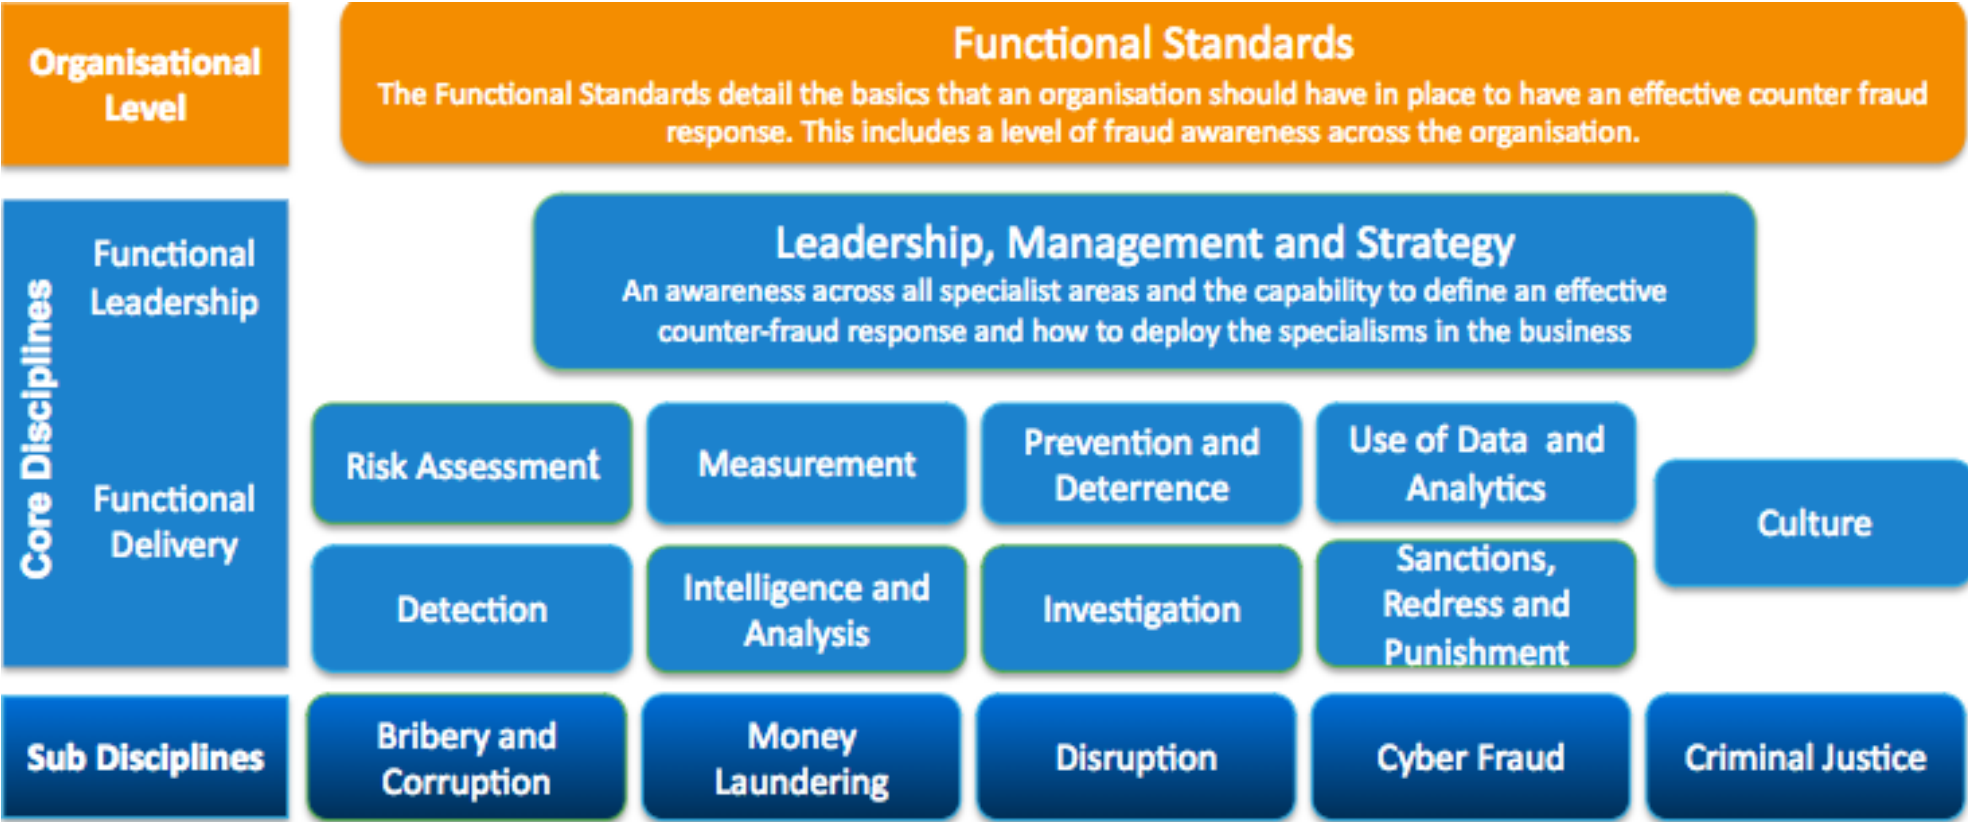 Organisational
Level
Functional Standards
The Functional Standards detail the basics that an organisation should have in place to have an effective counter fraud
response. This includes a level of fraud awareness across the organisation.
Core Disciplines
Functional
Leadership
Leadership, Management and Strategy
An awareness across all specialist areas and the capability to define an effective
counter-fraud response and how to deploy the specialisms in the business
Functional
Delivery
Risk Assessment
Measurement
Prevention and
Deterrence
Use of Data and
Analytics
Culture
Detection
Intelligence and
Analysis
Investigation
Sanctions,
Redress and
Punishment
Sub Disciplines
Bribery and
Corruption
Money
Laundering
Disruption
Cyber Fraud
Criminal Justice